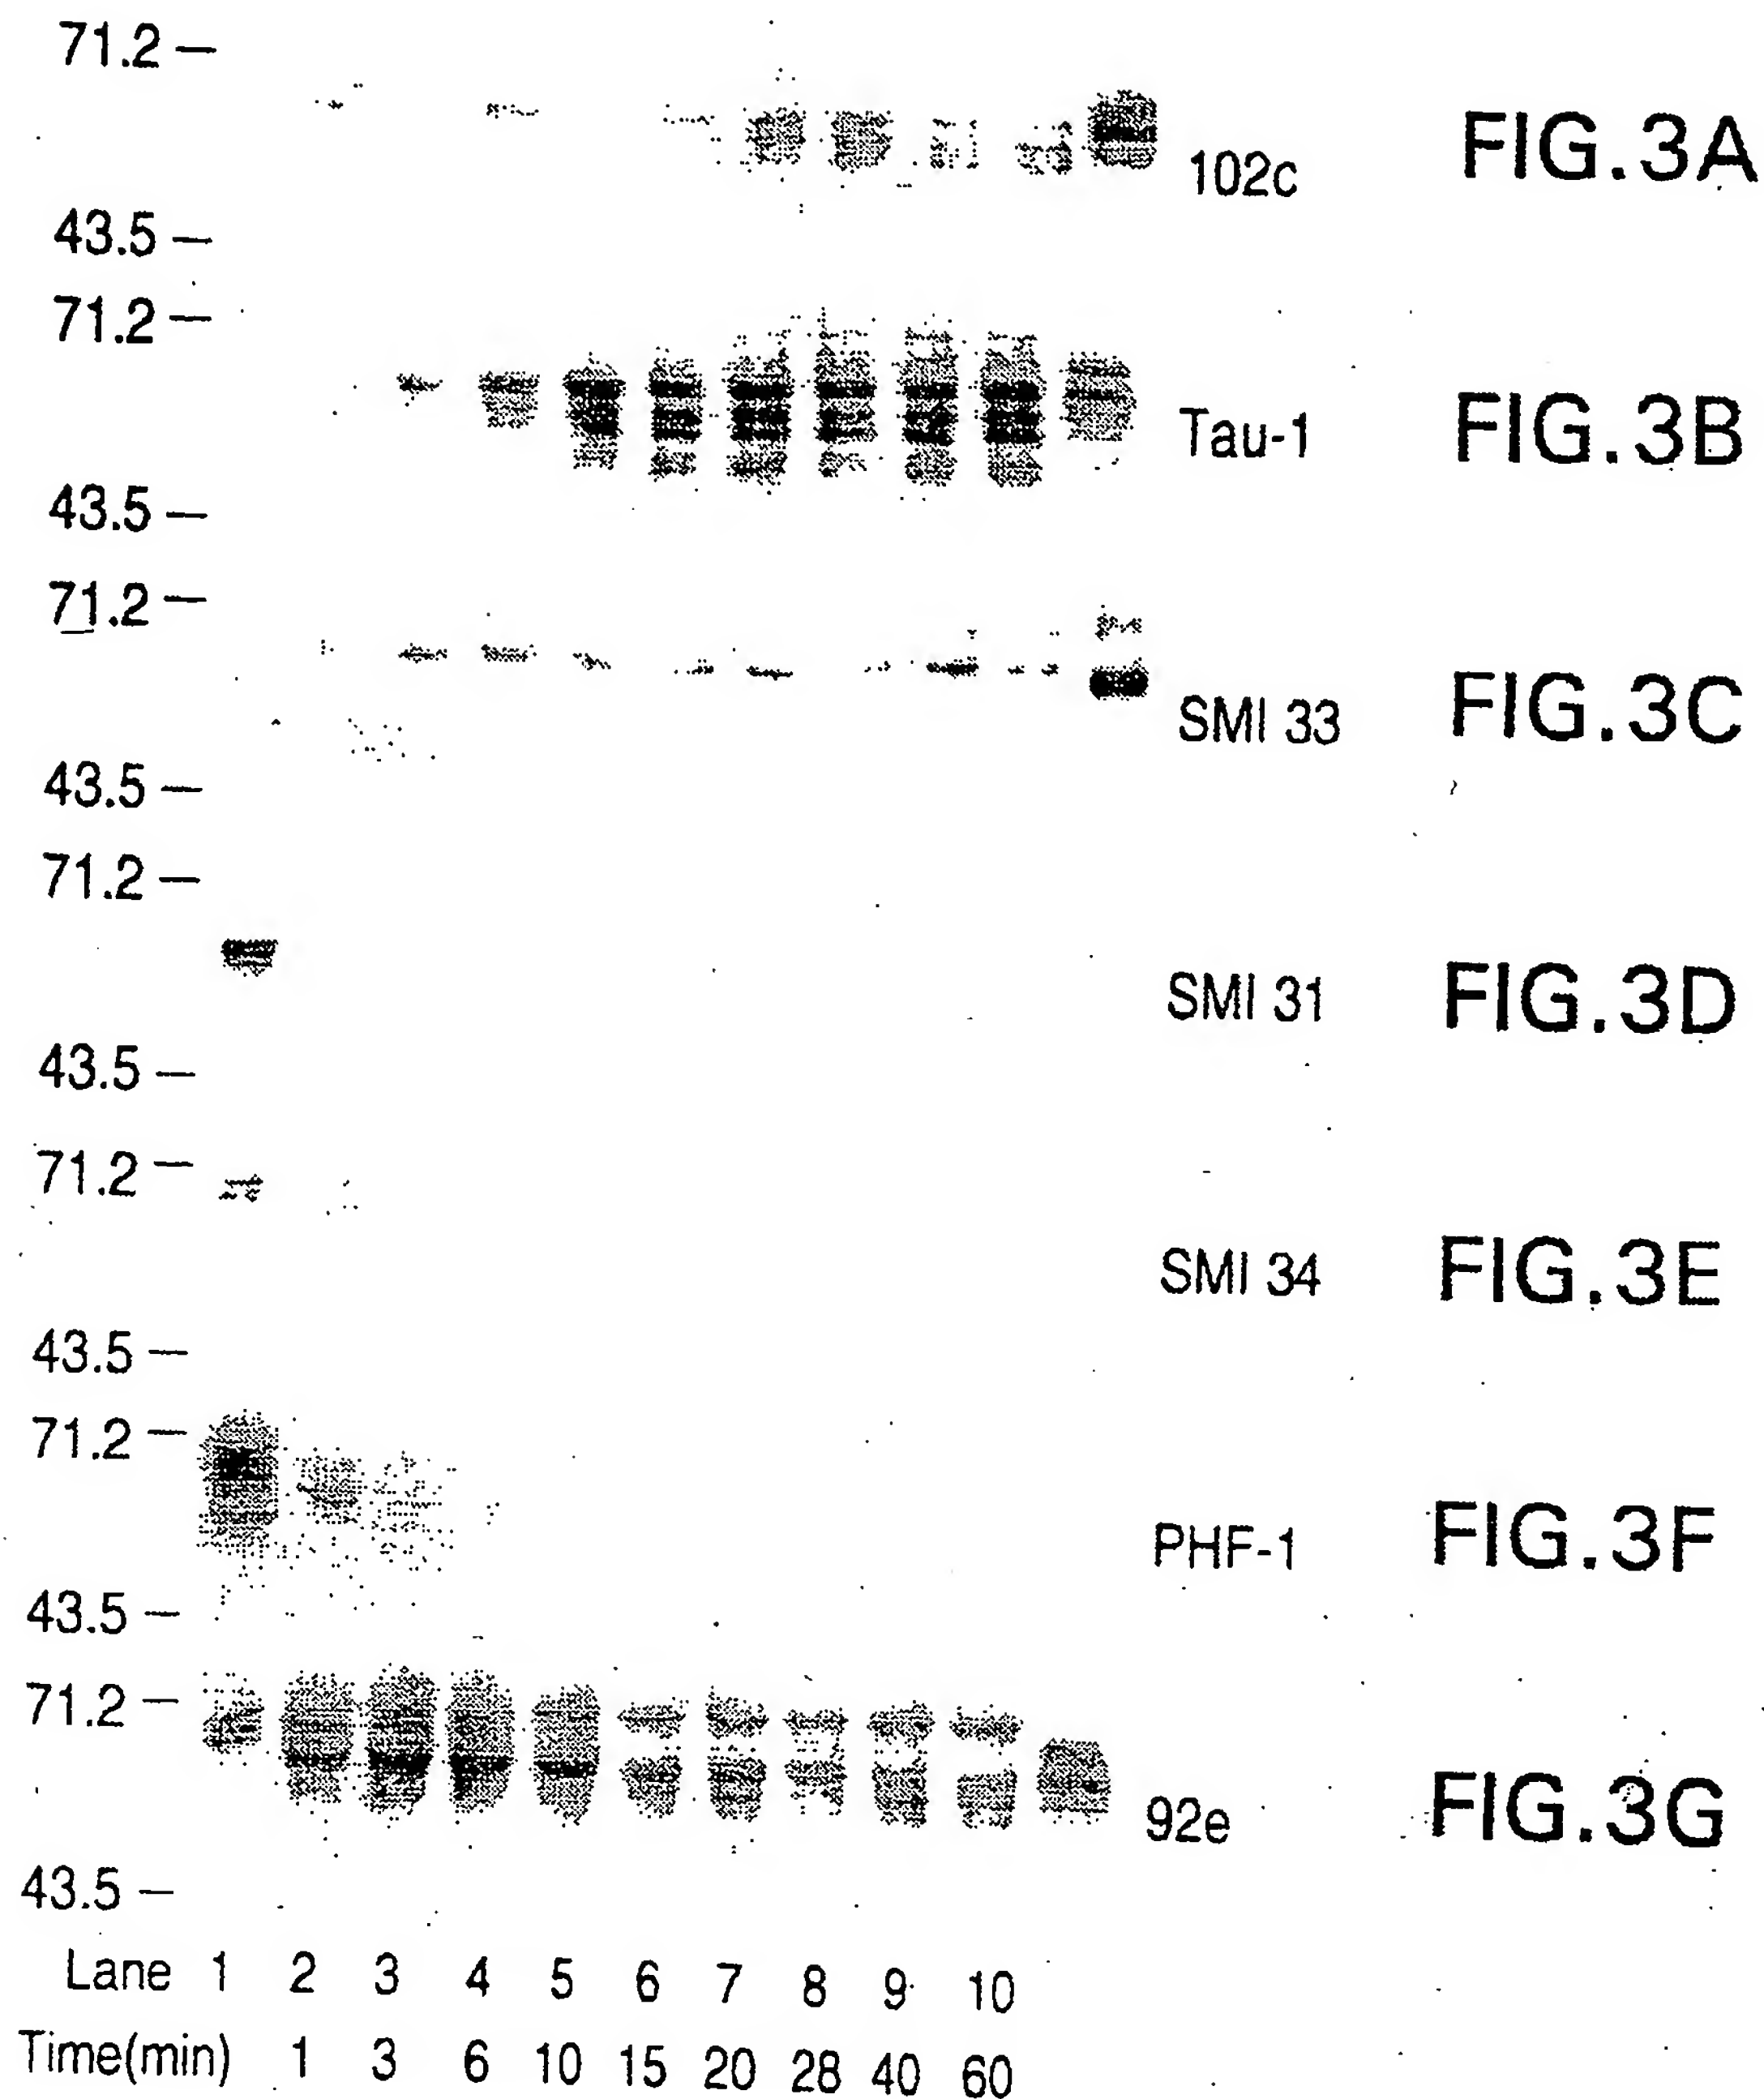 71.2
102c FIG.3A
43.5
71.2
Tau-1 FIG.3B
43.5
71.2
SMI 33 FIG.3C
43.5
71.2
SMI 31 FIG.3D
43.5
71.2
SMI 34 FIG.3E
43.5
71.2
PHF-1 FIG.3F
43.5
71.2
92e FIG.3G
43.5
Lane 1 2 3 4 5 6 7 8 9 10
Time(min) 1 3 6 10 15 20 28 40 60